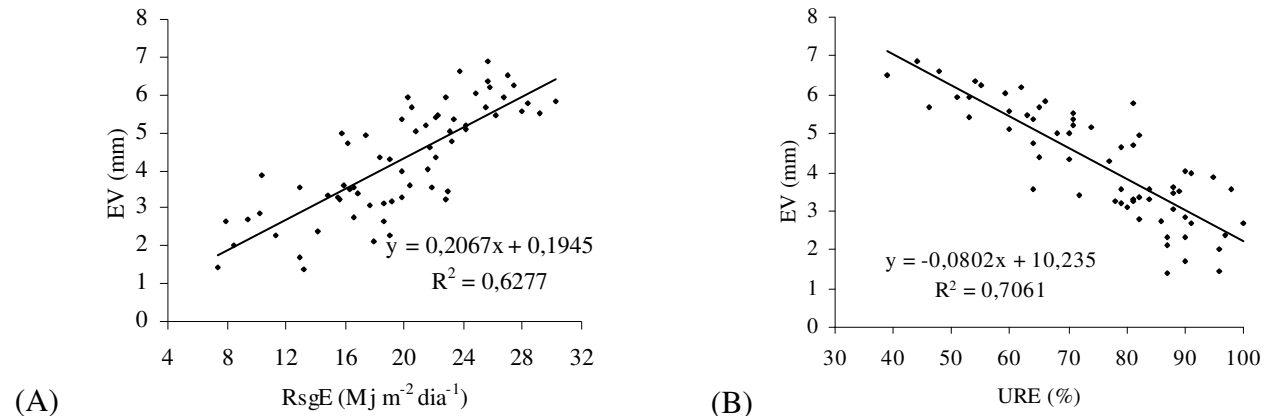 8
7
6
5
4
3
2
1
0
EV (mm)
y = 0,2067x + 0,1945
R² = 0,6277
4 8 12 16 20 24 28 32
RsgE (Mj m⁻² dia⁻¹)
(A)
8
7
6
5
4
3
2
1
0
EV (mm)
y = -0,0802x + 10,235
R² = 0,7061
30 40 50 60 70 80 90 100
URE (%)
(B)